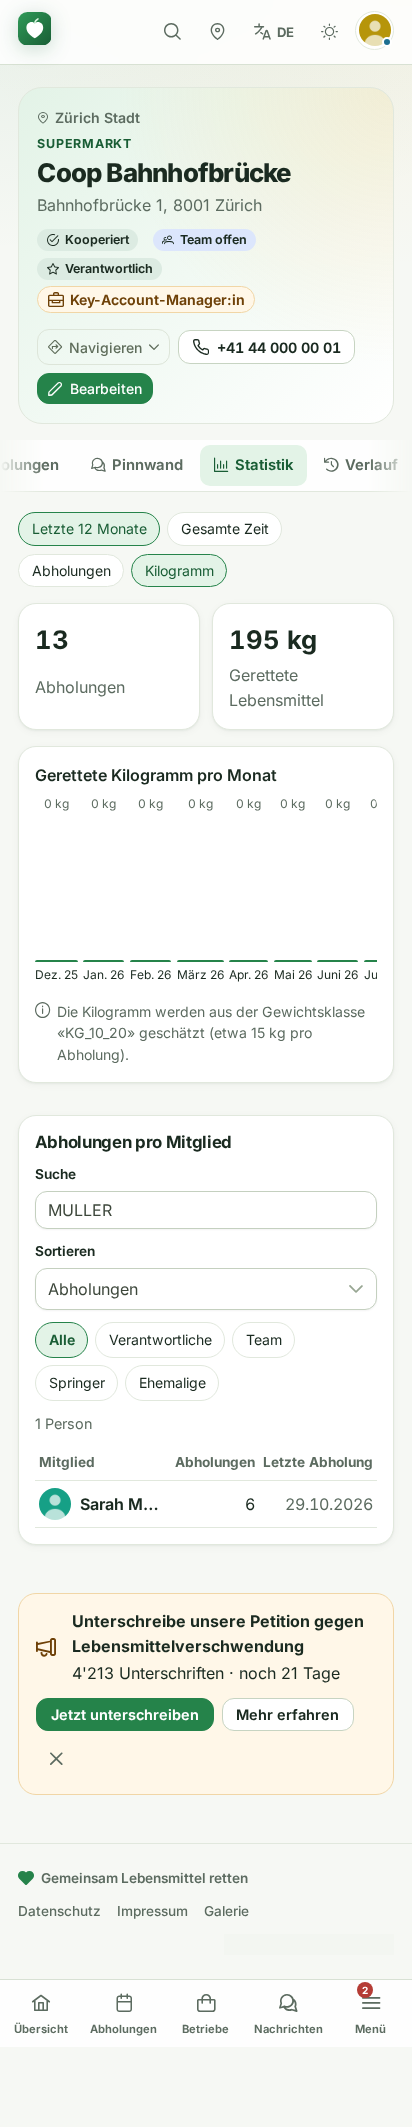 DE
Zürich Stadt
SUPERMARKT
Coop Bahnhofbrücke
Bahnhofbrücke 1, 8001 Zürich
Kooperiert Team offen
Verantwortlich
Key-Account-Manager:in
Navigieren +41 44 000 00 01
Bearbeiten
olungen Pinnwand Statistik Verlauf
Letzte 12 Monate Gesamte Zeit
Abholungen Kilogramm
13 195 kg
Abholungen Gerettete
Lebensmittel
Gerettete Kilogramm pro Monat
0 kg 0 kg 0 kg 0 kg 0 kg 0 kg 0 kg 0
Dez. 25 Jan. 26 Feb. 26 März 26 Apr. 26 Mai 26 Juni 26 Ju
Die Kilogramm werden aus der Gewichtsklasse
«KG_10_20» geschätzt (etwa 15 kg pro
Abholung).
Abholungen pro Mitglied
Suche
MULLER
Sortieren
Abholungen
Alle Verantwortliche Team
Springer Ehemalige
1 Person
Mitglied Abholungen Letzte Abholung
Sarah M... 6 29.10.2026
Unterschreibe unsere Petition gegen
Lebensmittelverschwendung
4'213 Unterschriften · noch 21 Tage
Jetzt unterschreiben Mehr erfahren
Gemeinsam Lebensmittel retten
Datenschutz Impressum Galerie
2
Übersicht Abholungen Betriebe Nachrichten Menü